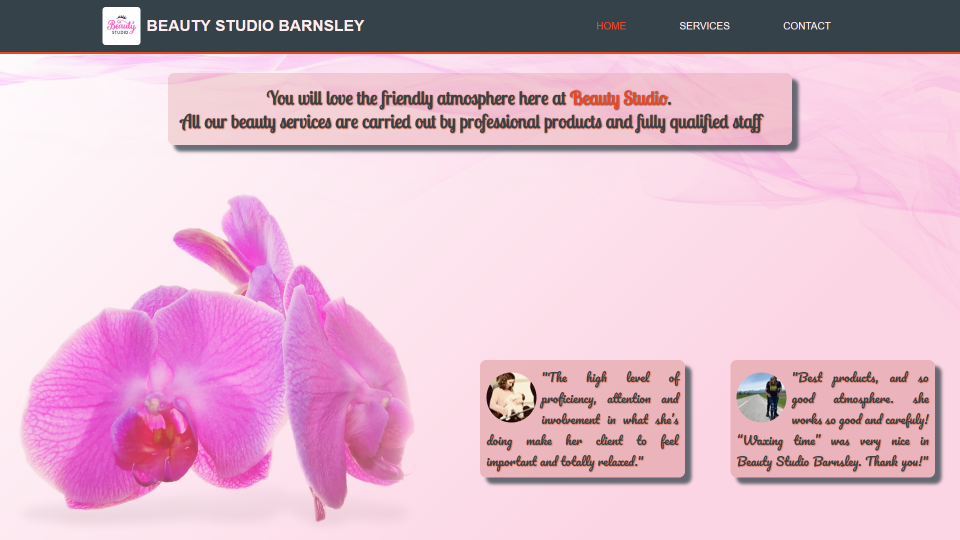 Beauty
STUDIO
BEAUTY STUDIO BARNSLEY
HOME
SERVICES
CONTACT
You will love the friendly atmosphere here at Beauty Studio.
All our beauty services are carried out by professional products and fully qualified staff
"The high level of
proficiency, attention and
involvement in what she's
doing make her client to feel
important and totally relaxed."
"Best products, and so
good atmosphere. she
works so good and carefuly!
"Waxing time" was very nice in
Beauty Studio Barnsley. Thank you!"